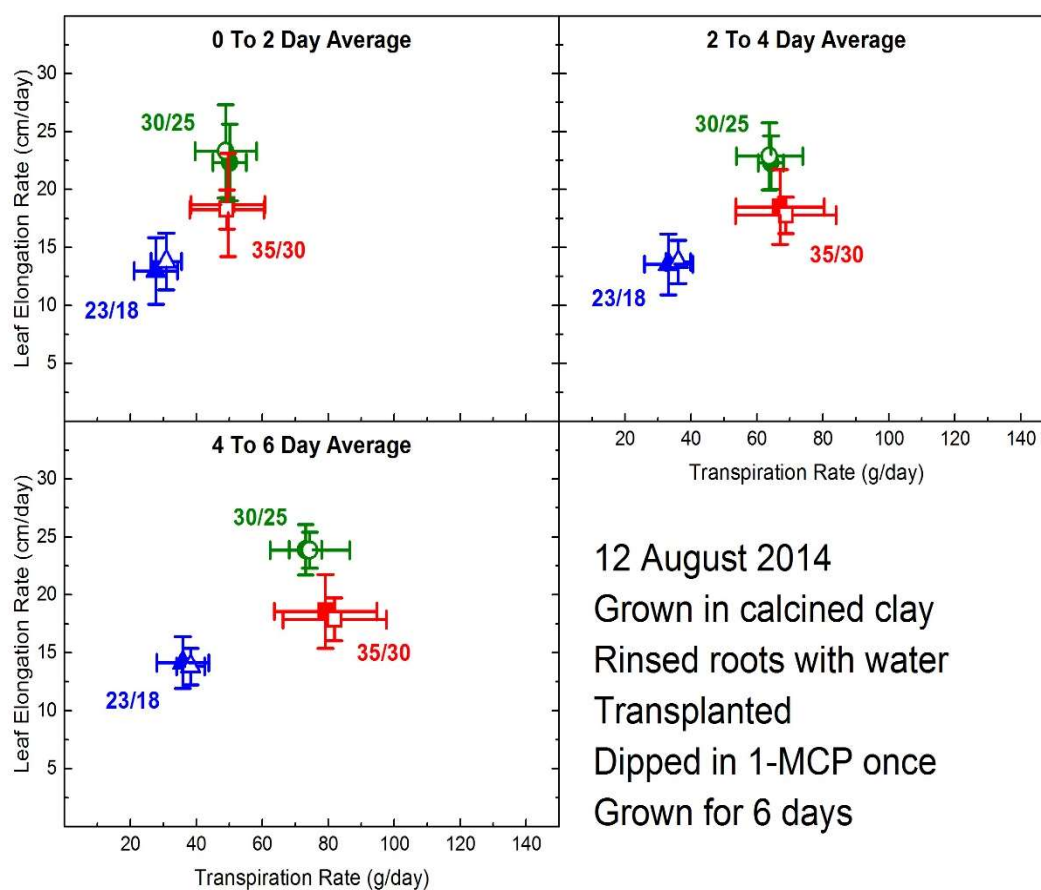 0 To 2 Day Average
2 To 4 Day Average
Leaf Elongation Rate (cm/day)
30
25
20
15
10
5
30/25
35/30
23/18
30/25
35/30
23/18
20 40 60 80 100 120 140
Transpiration Rate (g/day)
4 To 6 Day Average
Leaf Elongation Rate (cm/day)
30
25
20
15
10
5
30/25
35/30
23/18
20 40 60 80 100 120 140
Transpiration Rate (g/day)
12 August 2014
Grown in calcined clay
Rinsed roots with water
Transplanted
Dipped in 1-MCP once
Grown for 6 days